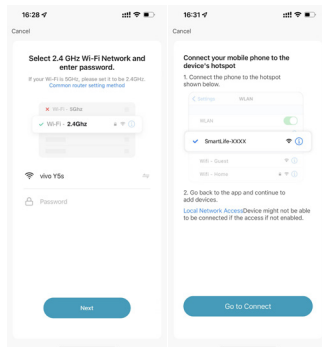 16:28
Cancel
Select 2.4 GHz Wi-Fi Network and
enter password.
If your Wi-Fi is 5GHz, please set it to be 2.4GHz.
Common router setting method
Wi-Fi - 5Ghz
Wi-Fi - 2.4Ghz
vivo Y5s
Password
Next
16:31
Cancel
Connect your mobile phone to the
device's hotspot
1. Connect the phone to the hotspot
shown below.
Settings WLAN
WLAN
SmartLife-XXXX
Wifi - Guest
Wifi - Home
2. Go back to the app and continue to
add devices.
Local Network AccessDevice might not be able
to be connected if the access if not enabled.
Go to Connect